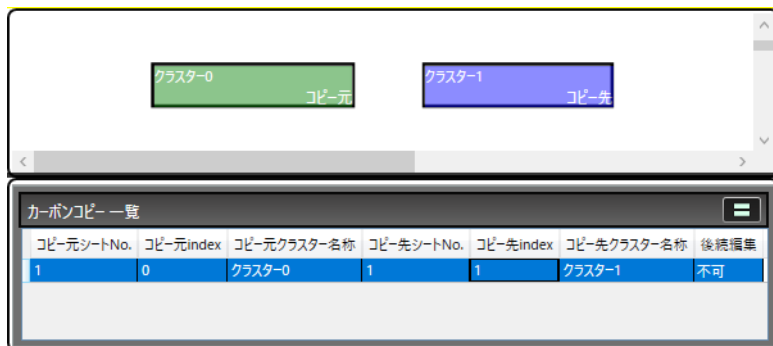 クラスター0
コピー元
クラスター1
コピー先
カーボンコピー 一覧
コピー元シートNo. コピー元index コピー元クラスター名称 コピー先シートNo. コピー先index コピー先クラスター名称 後続編集
1 0 クラスター0 1 1 クラスター1 不可